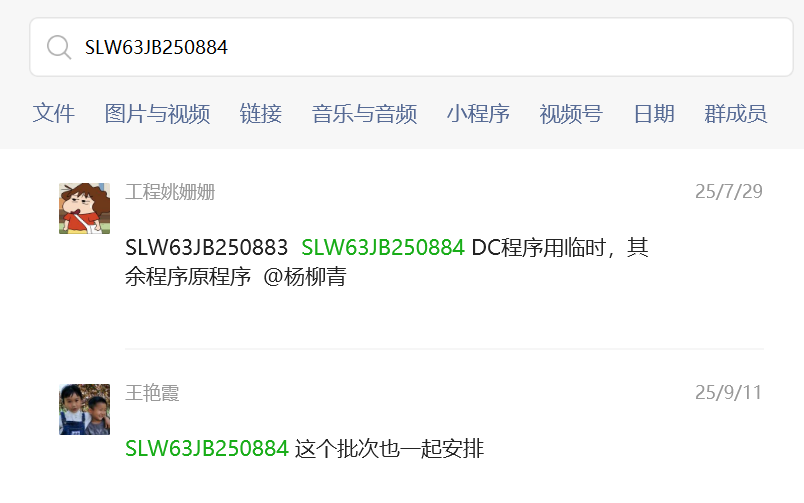 SLW63JB250884
文件 图片与视频 链接 音乐与音频 小程序 视频号 日期 群成员
工程姚姗姗 25/7/29
SLW63JB250883 SLW63JB250884 DC程序用临时，其
余程序原程序 @杨柳青
王艳霞 25/9/11
SLW63JB250884 这个批次也一起安排